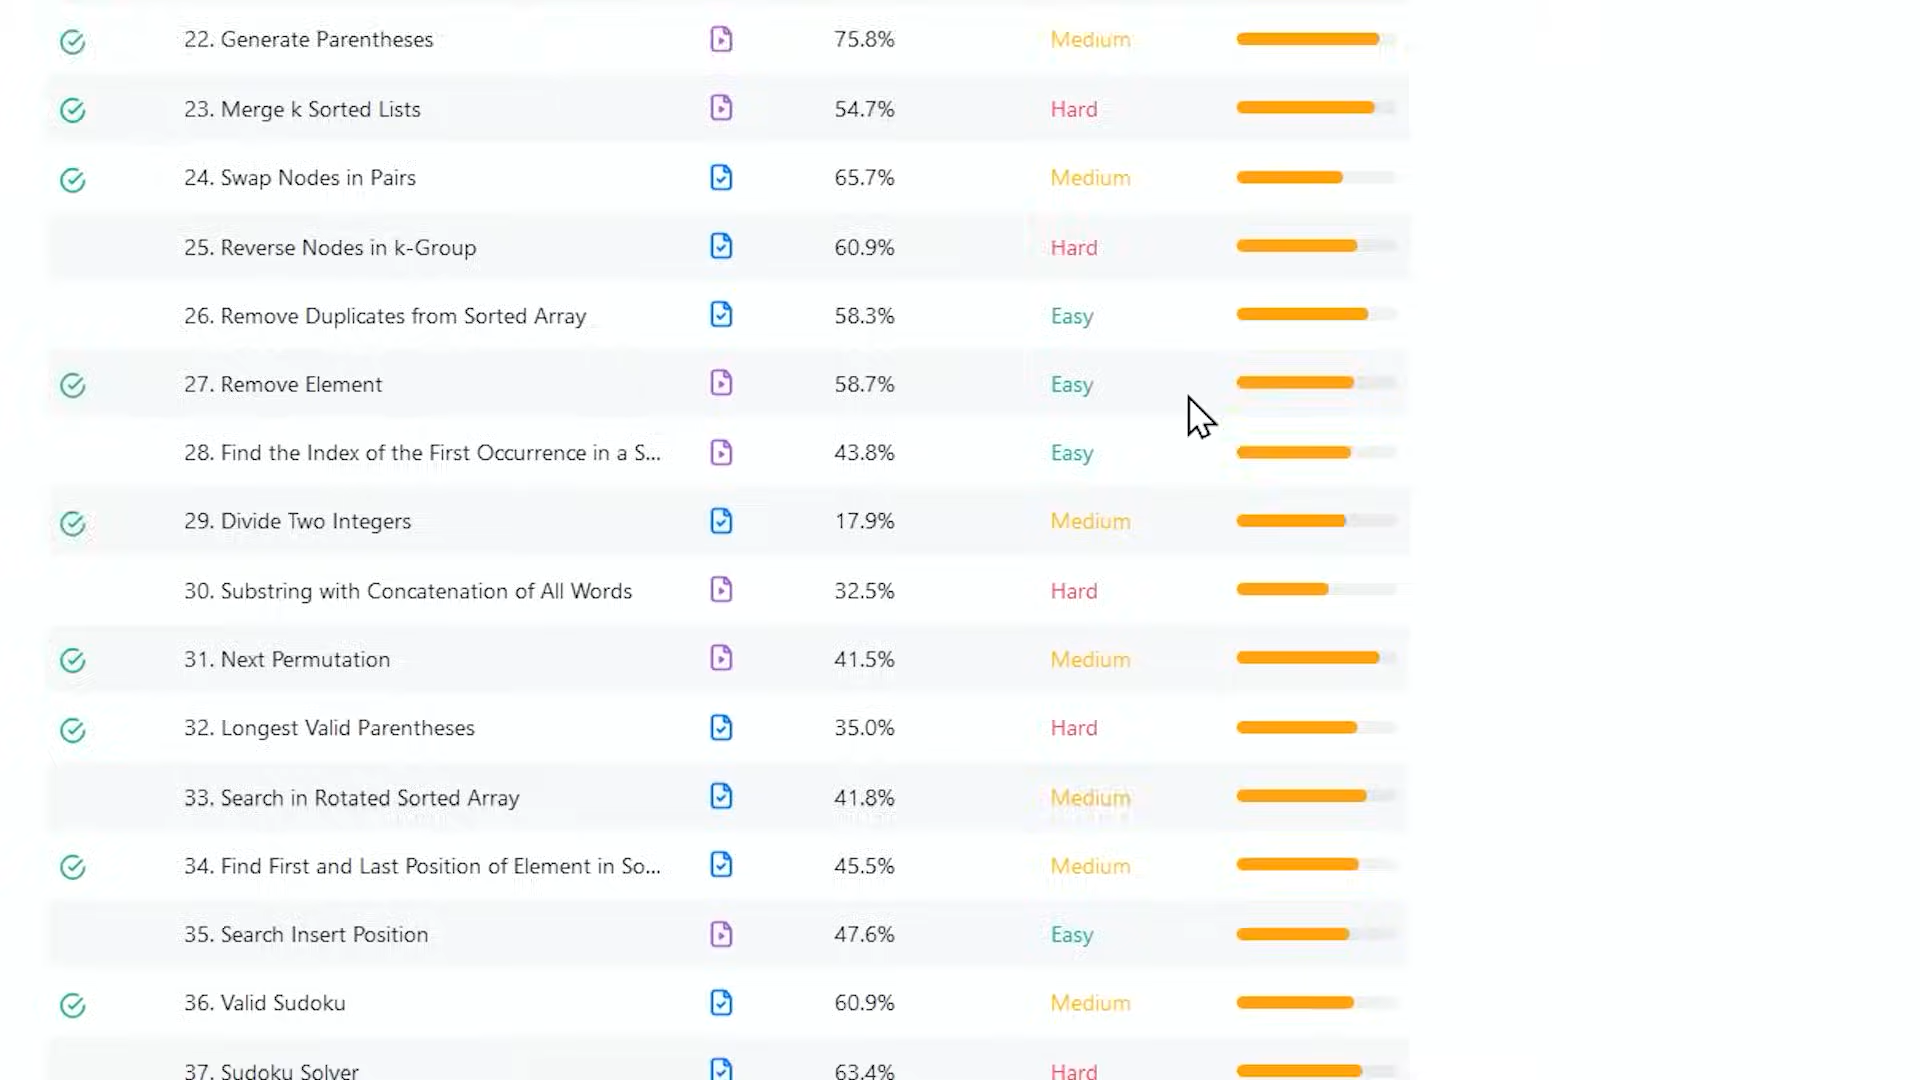 22. Generate Parentheses 75.8% Medium
23. Merge k Sorted Lists 54.7% Hard
24. Swap Nodes in Pairs 65.7% Medium
25. Reverse Nodes in k-Group 60.9% Hard
26. Remove Duplicates from Sorted Array 58.3% Easy
27. Remove Element 58.7% Easy
28. Find the Index of the First Occurrence in a S... 43.8% Easy
29. Divide Two Integers 17.9% Medium
30. Substring with Concatenation of All Words 32.5% Hard
31. Next Permutation 41.5% Medium
32. Longest Valid Parentheses 35.0% Hard
33. Search in Rotated Sorted Array 41.8% Medium
34. Find First and Last Position of Element in So... 45.5% Medium
35. Search Insert Position 47.6% Easy
36. Valid Sudoku 60.9% Medium
37. Sudoku Solver 63.4% Hard